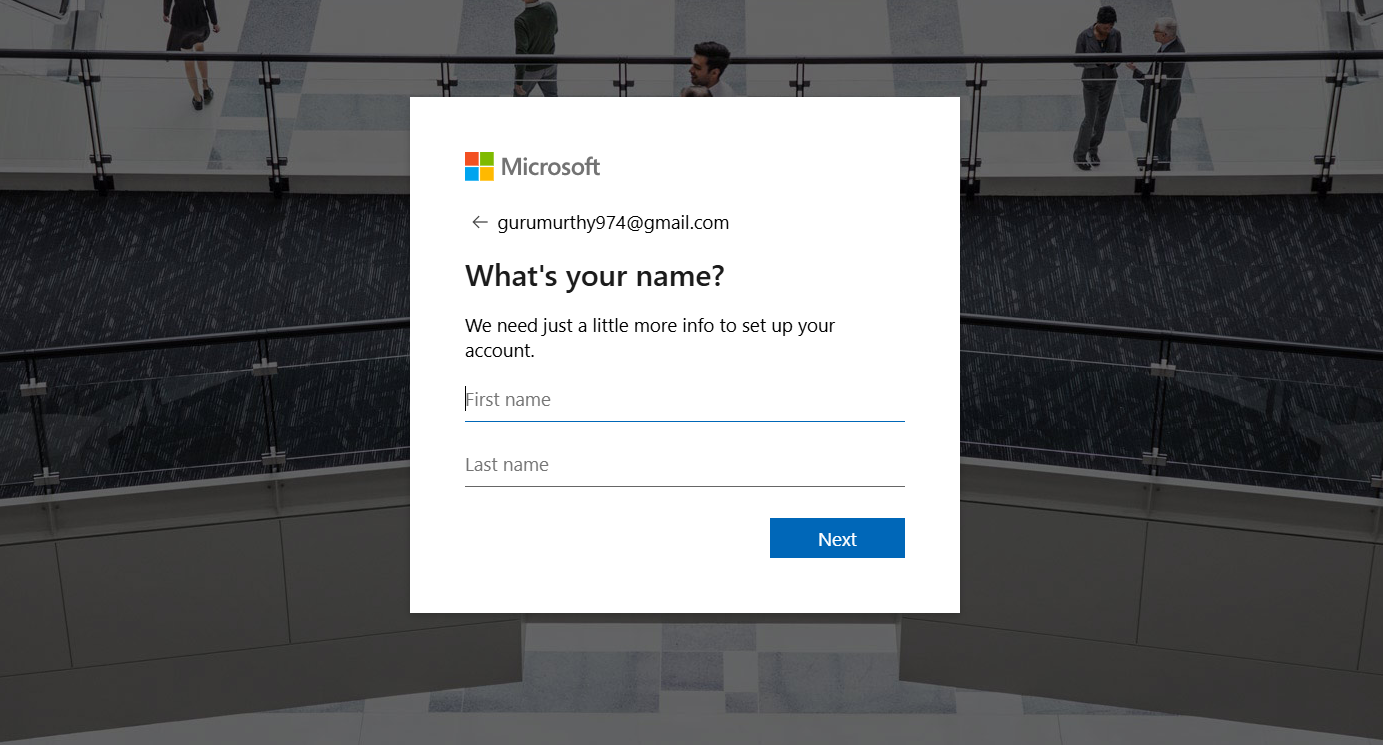 Microsoft
gurumurthy974@gmail.com
What's your name?
We need just a little more info to set up your
account.
First name
Last name
Next